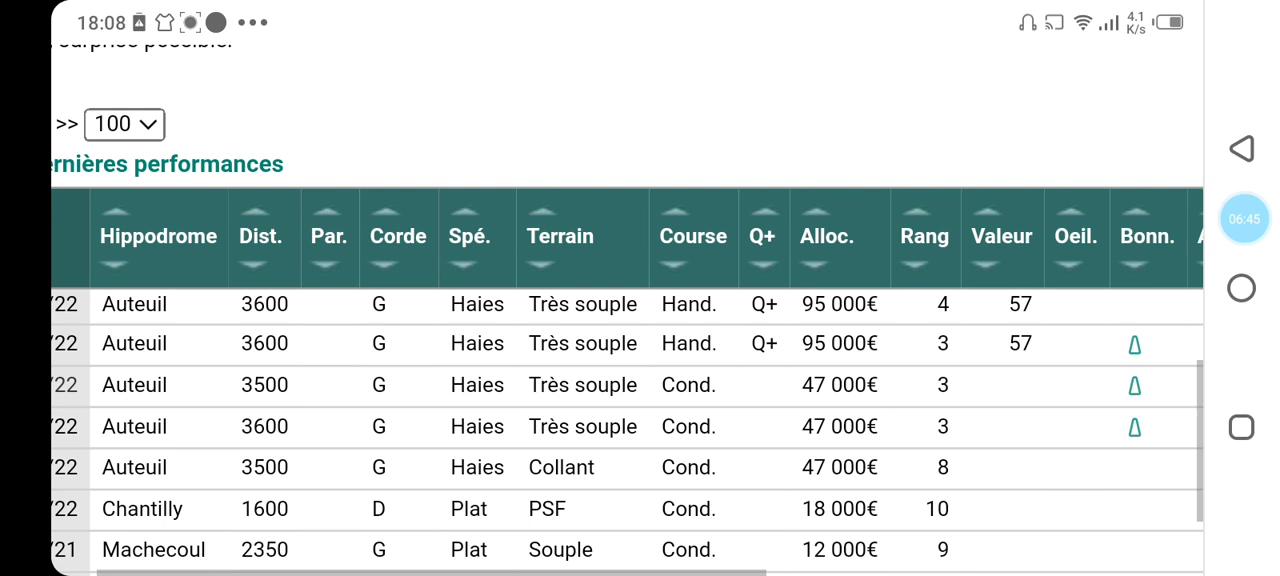 18:08 4.1 K/s
surprise possible.
>> 100
ernières performances
Hippodrome Dist. Par. Corde Spé. Terrain Course Q+ Alloc. Rang Valeur Oeil. Bonn.
06:45
/22 Auteuil 3600 G Haies Très souple Hand. Q+ 95 000€ 4 57
/22 Auteuil 3600 G Haies Très souple Hand. Q+ 95 000€ 3 57
/22 Auteuil 3500 G Haies Très souple Cond. 47 000€ 3
/22 Auteuil 3600 G Haies Très souple Cond. 47 000€ 3
/22 Auteuil 3500 G Haies Collant Cond. 47 000€ 8
/22 Chantilly 1600 D Plat PSF Cond. 18 000€ 10
/21 Machecoul 2350 G Plat Souple Cond. 12 000€ 9